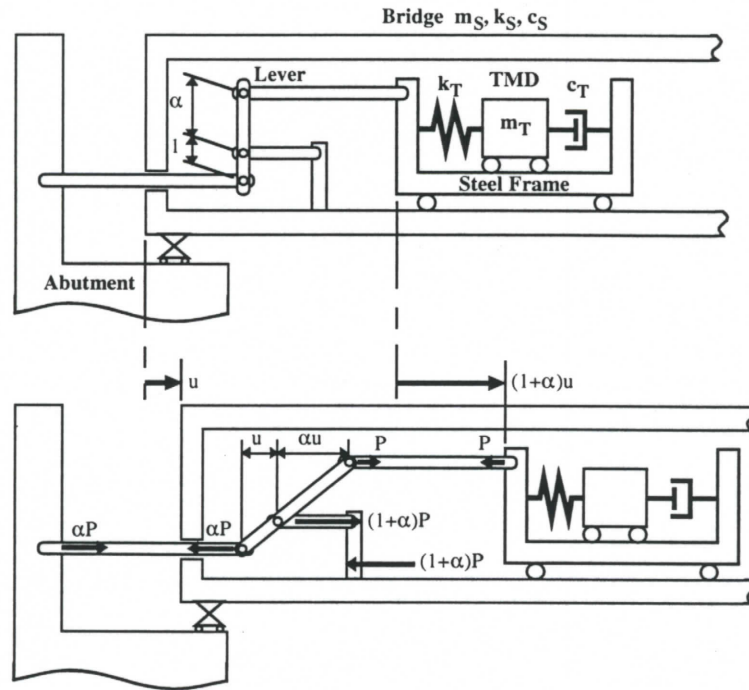 Bridge m_S, k_S, c_S
Lever
TMD
k_T
c_T
α
m_T
l
Steel Frame
Abutment
u
(1+α)u
u
αu
P
P
αP
αP
(1+α)P
(1+α)P